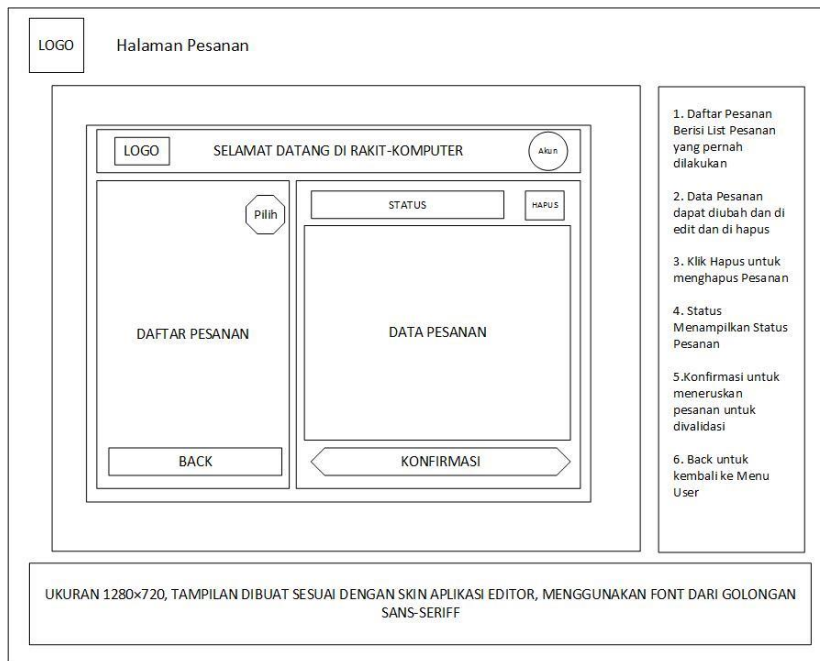 LOGO
Halaman Pesanan
LOGO
SELAMAT DATANG DI RAKIT-KOMPUTER
Akun
Pilih
DAFTAR PESANAN
BACK
STATUS
HAPUS
DATA PESANAN
KONFIRMASI
1. Daftar Pesanan
Berisi List Pesanan
yang pernah
dilakukan
2. Data Pesanan
dapat diubah dan di
edit dan di hapus
3. Klik Hapus untuk
menghapus Pesanan
4. Status
Menampilkan Status
Pesanan
5.Konfirmasi untuk
meneruskan
pesanan untuk
divalidasi
6. Back untuk
kembali ke Menu
User
UKURAN 1280×720, TAMPILAN DIBUAT SESUAI DENGAN SKIN APLIKASI EDITOR, MENGGUNAKAN FONT DARI GOLONGAN
SANS-SERIFF